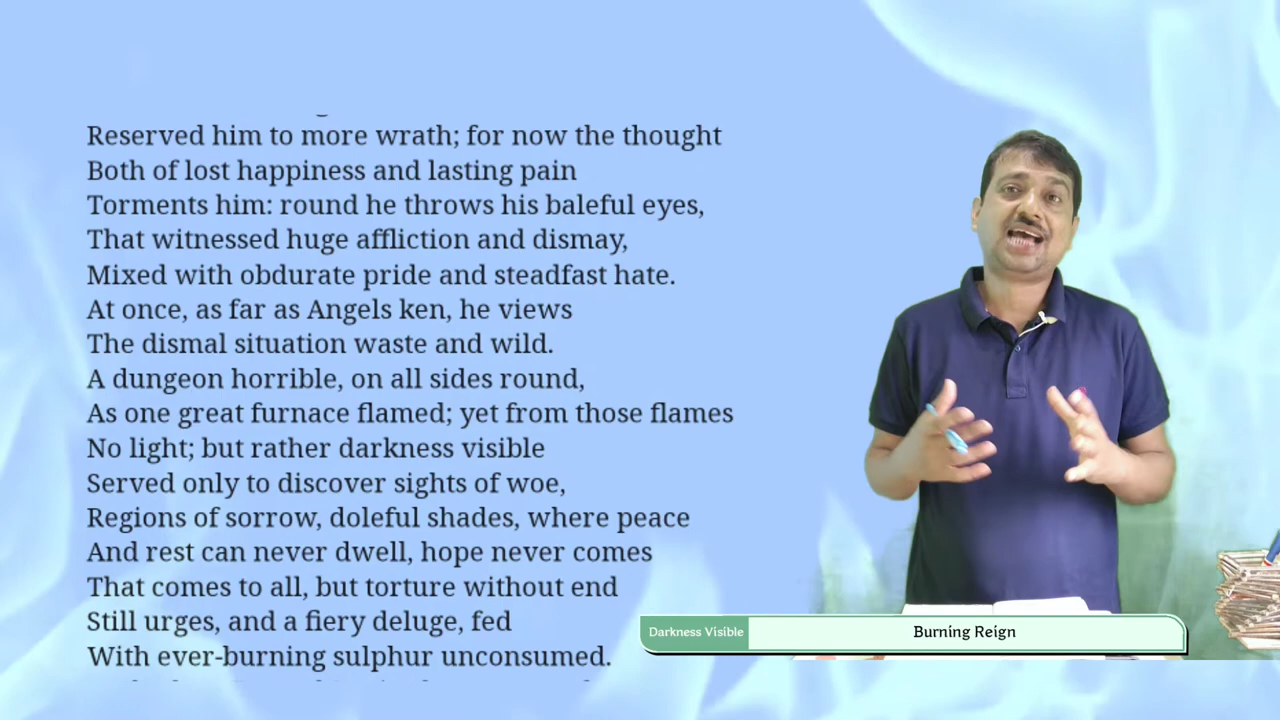 Reserved him to more wrath; for now the thought
Both of lost happiness and lasting pain
Torments him: round he throws his baleful eyes,
That witnessed huge affliction and dismay,
Mixed with obdurate pride and steadfast hate.
At once, as far as Angels ken, he views
The dismal situation waste and wild.
A dungeon horrible, on all sides round,
As one great furnace flamed; yet from those flames
No light; but rather darkness visible
Served only to discover sights of woe,
Regions of sorrow, doleful shades, where peace
And rest can never dwell, hope never comes
That comes to all, but torture without end
Still urges, and a fiery deluge, fed
With ever-burning sulphur unconsumed.
Darkness Visible
Burning Reign